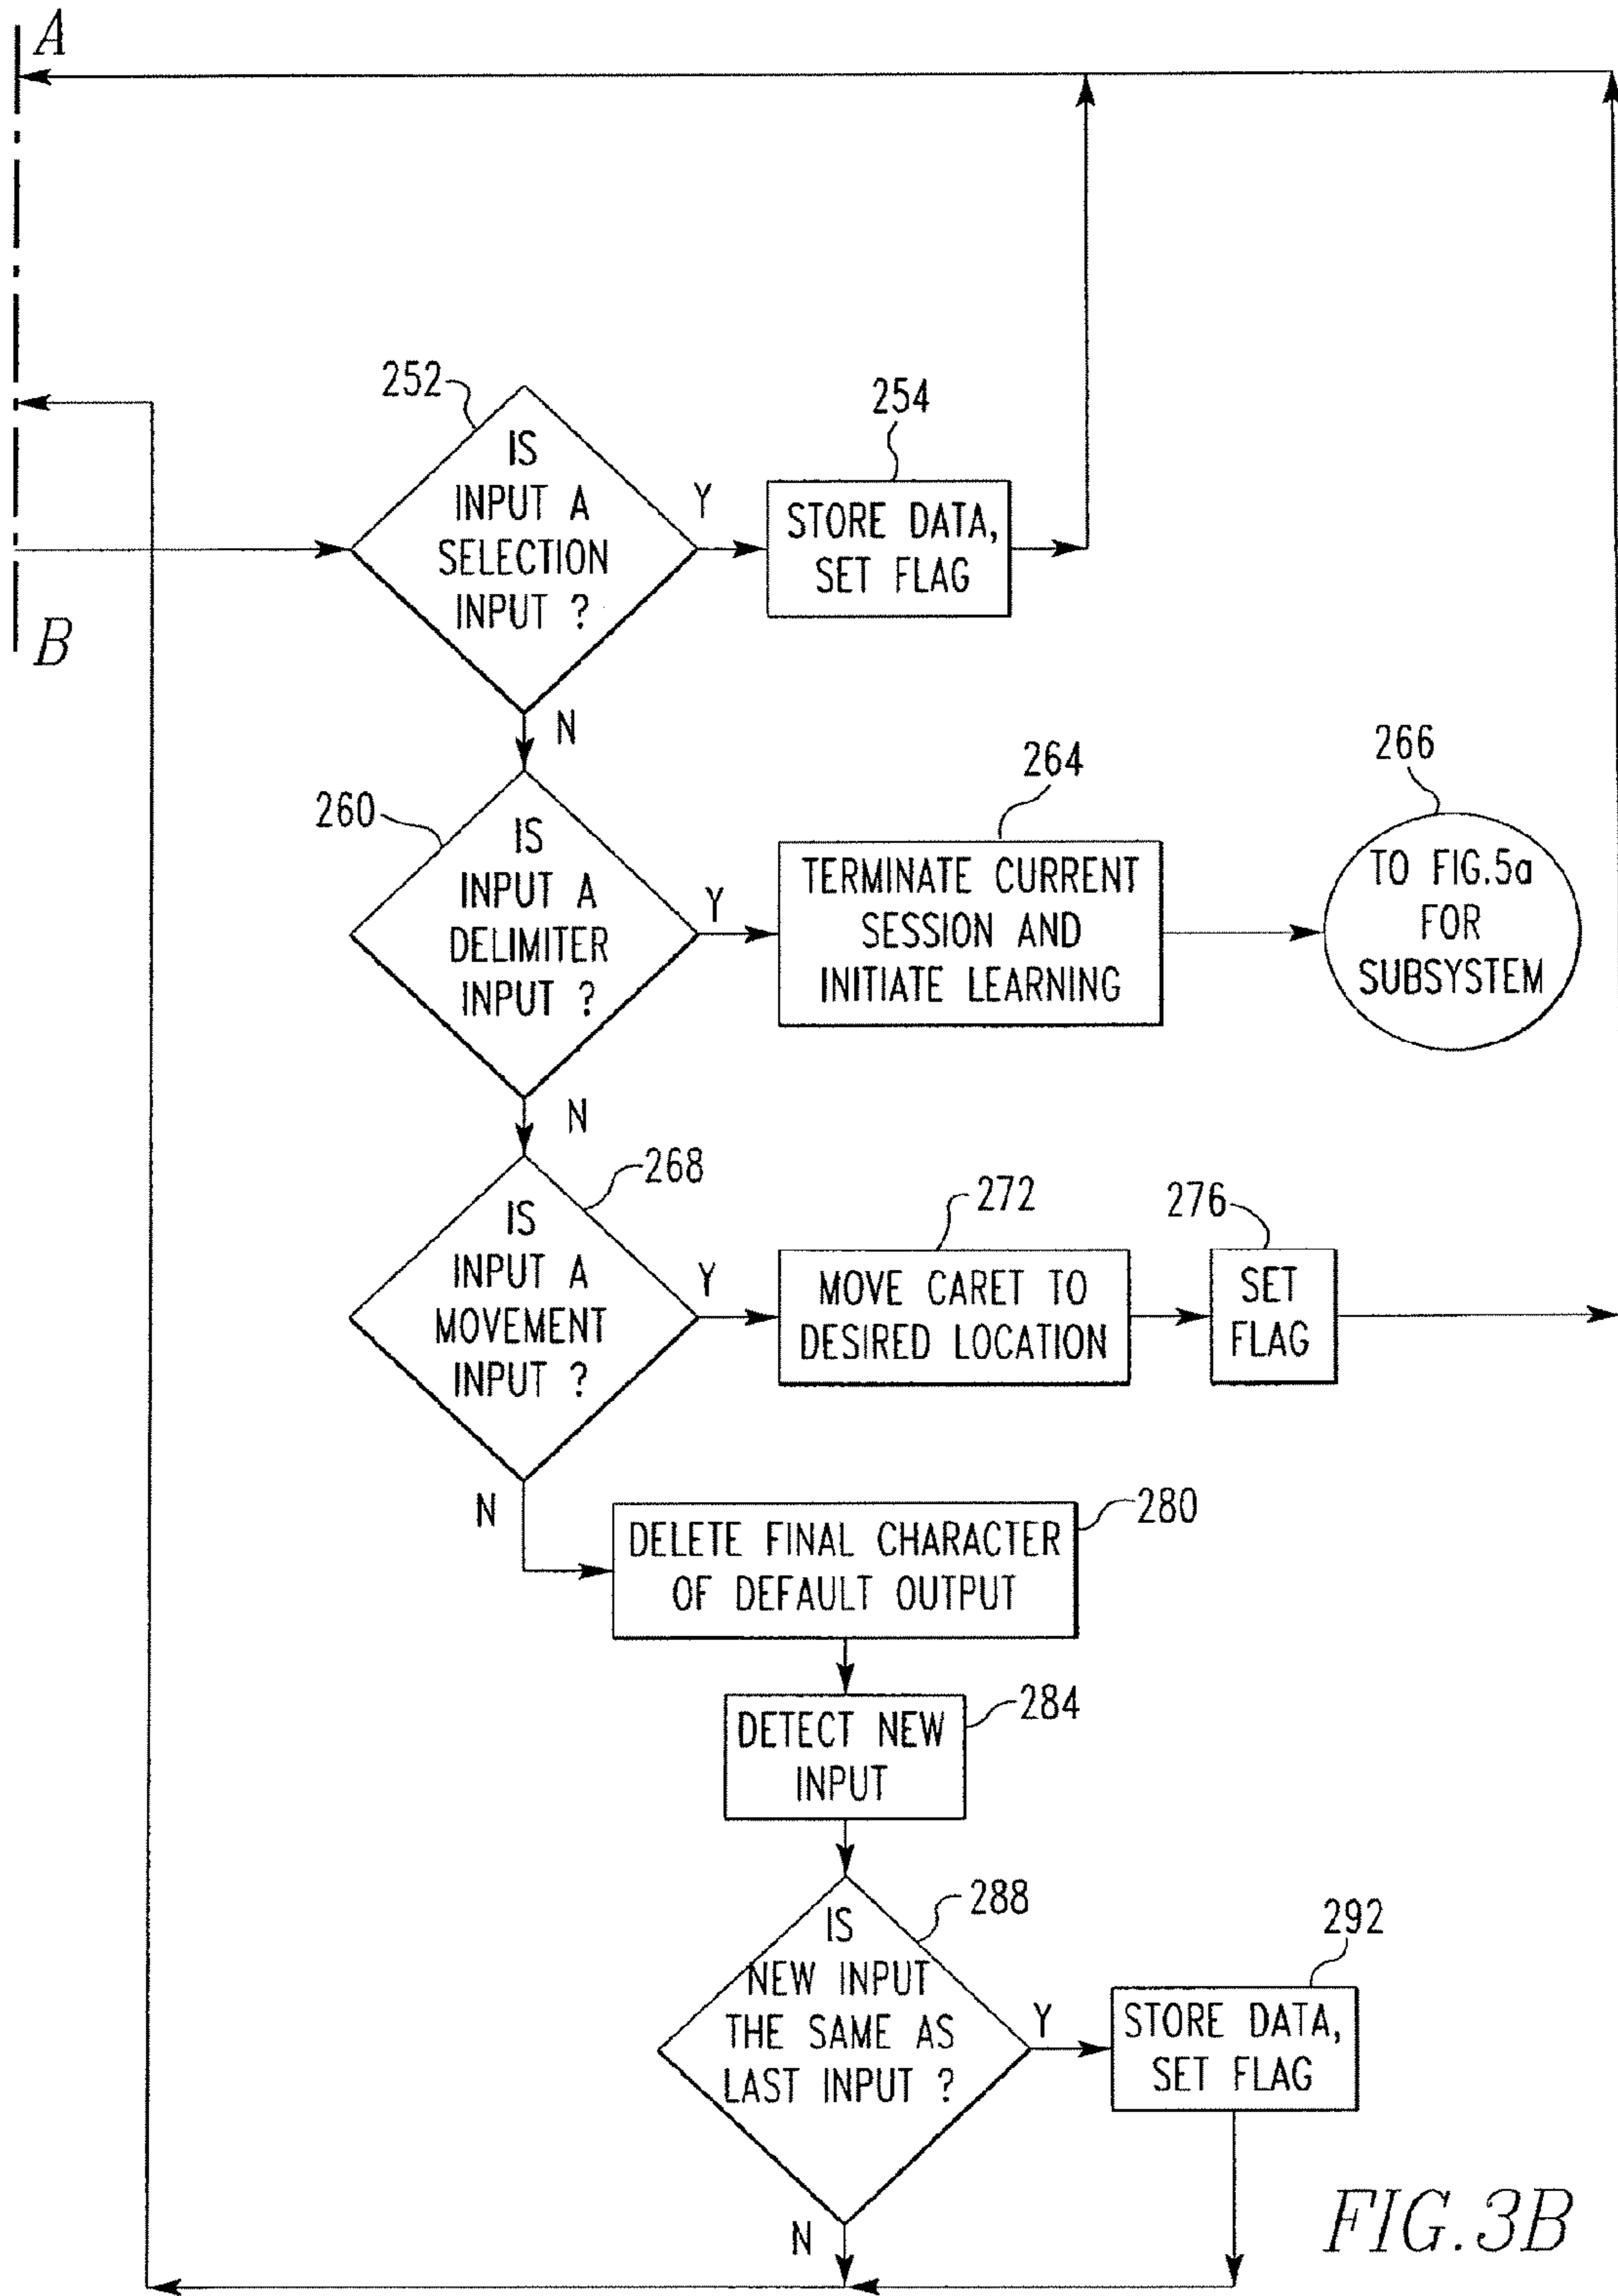 A
252
254
IS
INPUT A
SELECTION
INPUT ?
Y
STORE DATA,
SET FLAG
B
N
260
264
266
IS
INPUT A
DELIMITER
INPUT ?
Y
TERMINATE CURRENT
SESSION AND
INITIATE LEARNING
TO FIG.5a
FOR
SUBSYSTEM
N
268
272
276
IS
INPUT A
MOVEMENT
INPUT ?
Y
MOVE CARET TO
DESIRED LOCATION
SET
FLAG
N
280
DELETE FINAL CHARACTER
OF DEFAULT OUTPUT
284
DETECT NEW
INPUT
288
292
IS
NEW INPUT
THE SAME AS
LAST INPUT ?
Y
STORE DATA,
SET FLAG
N
FIG.3B